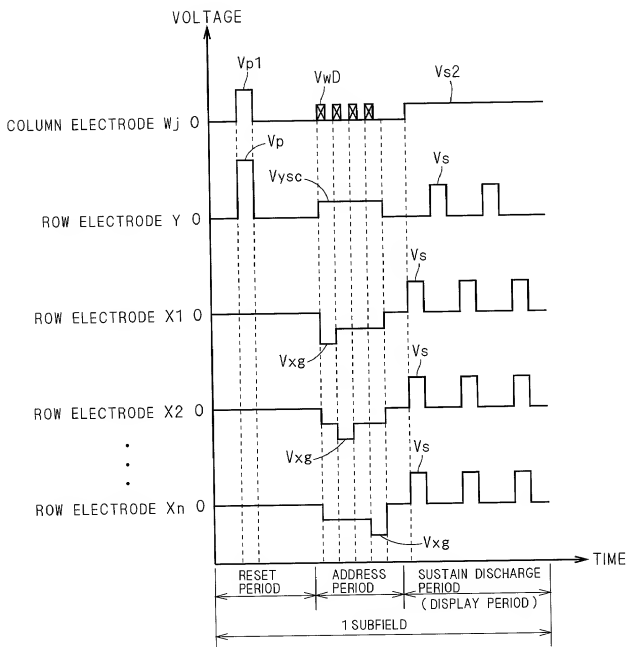 VOLTAGE
Vp1
VwD
Vs2
COLUMN ELECTRODE Wj 0
Vp
Vysc
Vs
ROW ELECTRODE Y 0
Vs
ROW ELECTRODE X1 0
Vxg
Vs
ROW ELECTRODE X2 0
Vxg
Vs
ROW ELECTRODE Xn 0
Vxg
TIME
RESET PERIOD
ADDRESS PERIOD
SUSTAIN DISCHARGE PERIOD
(DISPLAY PERIOD)
1 SUBFIELD